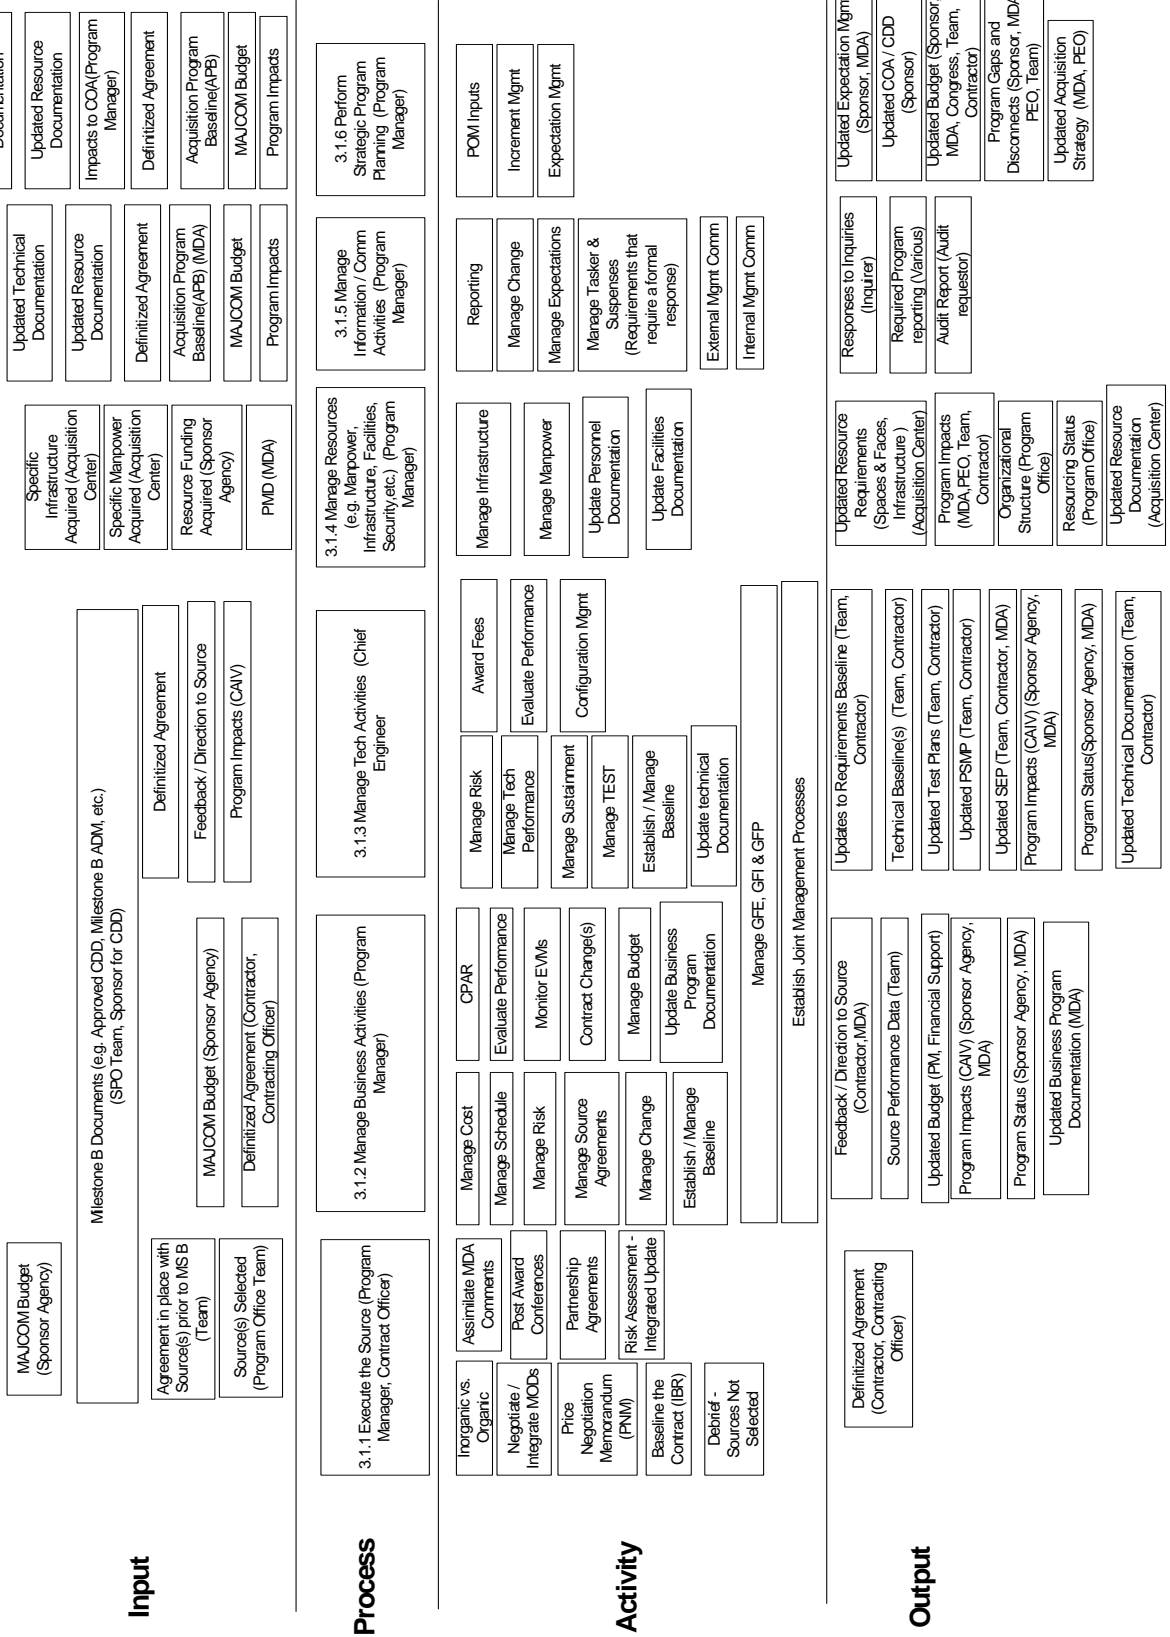 Input
MAJCOM Budget
(Sponsor Agency)
Milestone B Documents (e.g. Approved CDD, Milestone B ADM, etc.)
(SPO Team, Sponsor for CDD)
Agreement in place with
Source(s) prior to MS B
(Team)
Source(s) Selected
(Program Office Team)
MAJCOM Budget (Sponsor Agency)
Definitized Agreement (Contractor,
Contracting Officer)
Definitized Agreement
Feedback / Direction to Source
Program Impacts (CAIV)
Specific
Infrastructure
Acquired (Acquisition
Center)
Specific Manpower
Acquired (Acquisition
Center)
Resource Funding
Acquired (Sponsor
Agency)
PMD (MDA)
Updated Technical
Documentation
Updated Resource
Documentation
Definitized Agreement
Acquisition Program
Baseline(APB) (MDA)
MAJCOM Budget
Program Impacts
Updated Resource
Documentation
Impacts to COA(Program
Manager)
Definitized Agreement
Acquisition Program
Baseline(APB)
MAJCOM Budget
Program Impacts
Process
3.1.1 Execute the Source (Program
Manager, Contract Officer)
3.1.2 Manage Business Activities (Program
Manager)
3.1.3 Manage Tech Activities (Chief
Engineer
3.1.4 Manage Resources
(e.g. Manpower,
Infrastructure, Facilities,
Security,etc.) (Program
Manager)
3.1.5 Manage
Information / Comm
Activities (Program
Manager)
3.1.6 Perform
Strategic Program
Planning (Program
Manager)
Activity
Inorganic vs.
Organic
Negotiate /
Integrate MODs
Price
Negotiation
Memorandum
(PNM)
Baseline the
Contract (IBR)
Debrief -
Sources Not
Selected
Assimilate MDA
Comments
Post Award
Conferences
Partnership
Agreements
Risk Assessment -
Integrated Update
Manage Cost
Manage Schedule
Manage Risk
Manage Source
Agreements
Manage Change
Establish / Manage
Baseline
CPAR
Evaluate Performance
Monitor EVMs
Contract Change(s)
Manage Budget
Update Business
Program
Documentation
Manage Risk
Manage Tech
Performance
Manage Sustainment
Manage TEST
Establish / Manage
Baseline
Update technical
Documentation
Award Fees
Evaluate Performance
Configuration Mgmt
Manage GFE, GFI & GFP
Establish Joint Management Processes
Manage Infrastructure
Manage Manpower
Update Personnel
Documentation
Update Facilities
Documentation
Reporting
Manage Change
Manage Expectations
Manage Tasker &
Suspenses
(Requirements that
require a formal
response)
External Mgmt Comm
Internal Mgmt Comm
POM Inputs
Increment Mgmt
Expectation Mgmt
Output
Definitized Agreement
(Contractor, Contracting
Officer)
Feedback / Direction to Source
(Contractor,MDA)
Source Performance Data (Team)
Updated Budget (PM, Financial Support)
Program Impacts (CAIV) (Sponsor Agency,
MDA)
Program Status (Sponsor Agency, MDA)
Updated Business Program
Documentation (MDA)
Updates to Requirements Baseline (Team,
Contractor)
Technical Baseline(s) (Team, Contractor)
Updated Test Plans (Team, Contractor)
Updated PSMP (Team, Contractor)
Updated SEP (Team, Contractor, MDA)
Program Impacts (CAIV) (Sponsor Agency,
MDA)
Program Status(Sponsor Agency, MDA)
Updated Technical Documentation (Team,
Contractor)
Updated Resource
Requirements
(Spaces & Faces,
Infrastructure )
(Acquisition Center)
Program Impacts
(MDA,PEO, Team,
Contractor)
Organizational
Structure (Program
Office)
Resourcing Status
(Program Office)
Updated Resource
Documentation
(Acquisition Center)
Responses to Inquiries
(Inquirer)
Required Program
reporting (Various)
Audit Report (Audit
requestor)
Updated Expectation Mgm
(Sponsor, MDA)
Updated COA / CDD
(Sponsor)
Updated Budget (Sponsor,
MDA, Congress, Team,
Contractor)
Program Gaps and
Disconnects (Sponsor, MDA
PEO, Team)
Updated Acquisition
Strategy (MDA, PEO)